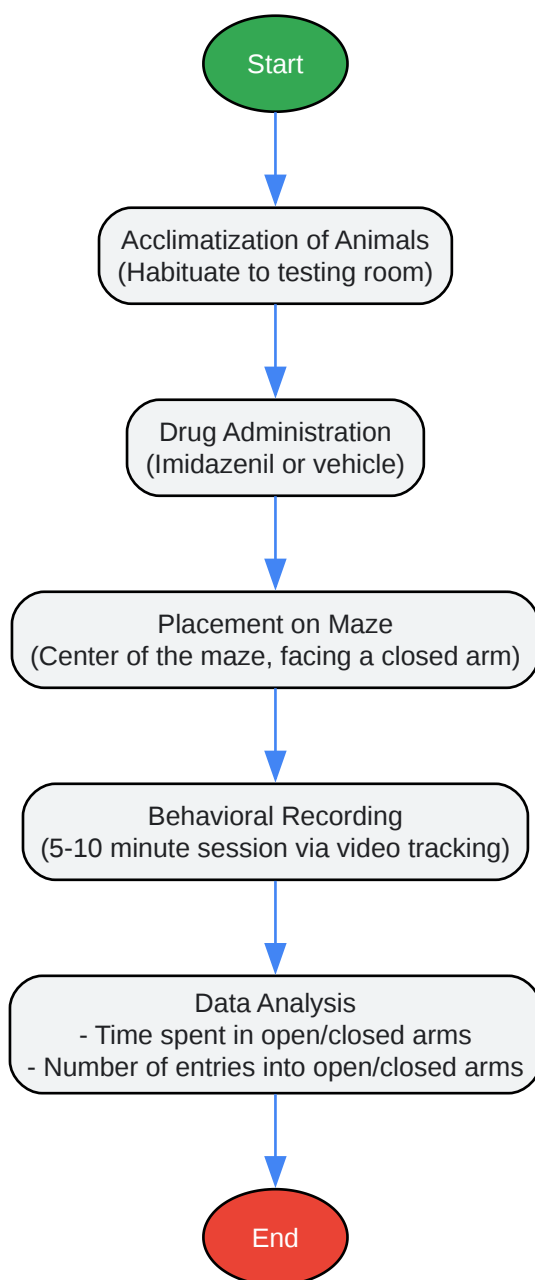 Start
Acclimatization of Animals
(Habituate to testing room)
Drug Administration
(Imidazenil or vehicle)
Placement on Maze
(Center of the maze, facing a closed arm)
Behavioral Recording
(5-10 minute session via video tracking)
Data Analysis
- Time spent in open/closed arms
- Number of entries into open/closed arms
End